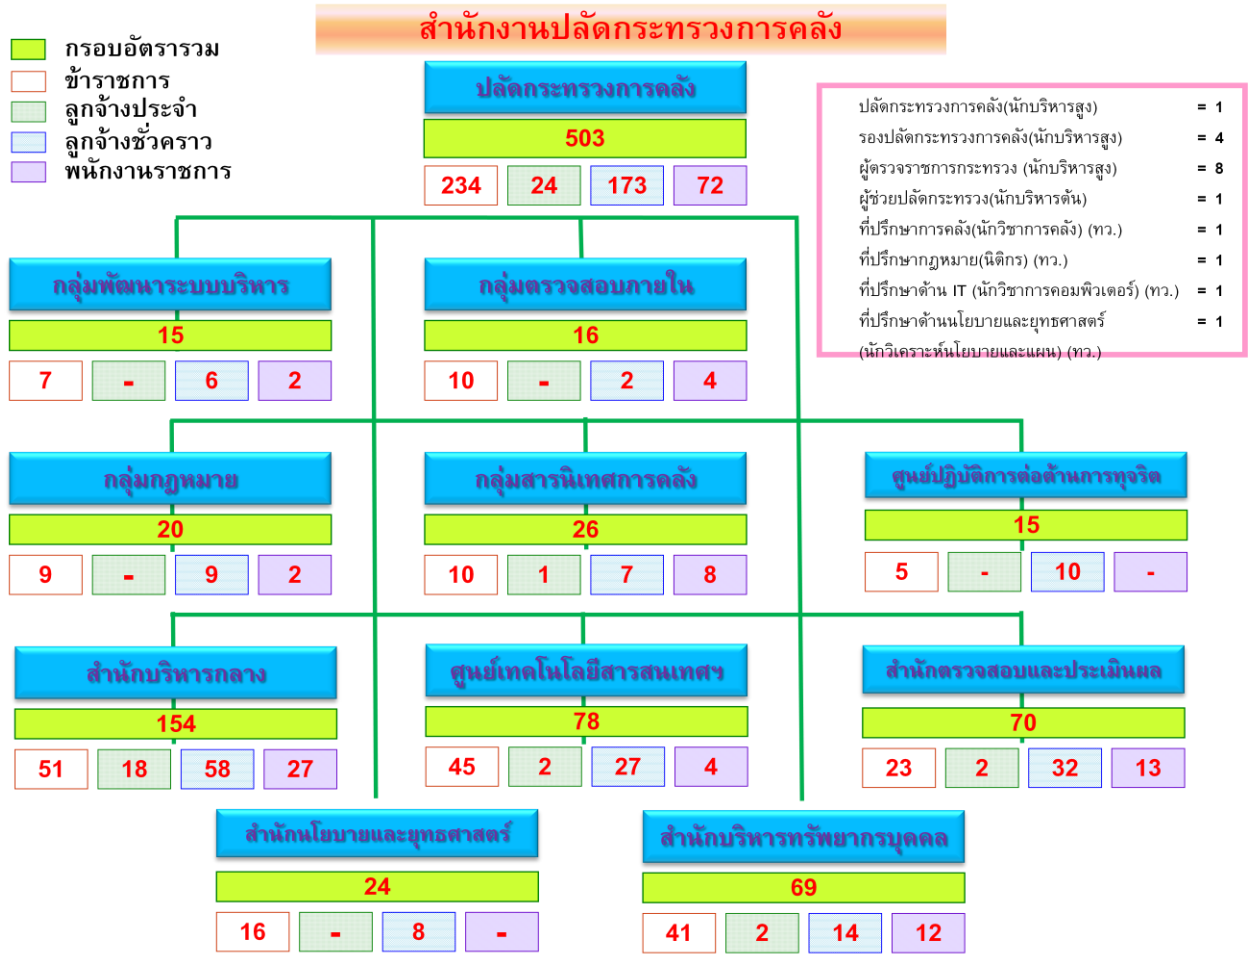 สำนักงานปลัดกระทรวงการคลัง
กรอบอัตรารวม
ข้าราชการ
ลูกจ้างประจำ
ลูกจ้างชั่วคราว
พนักงานราชการ
ปลัดกระทรวงการคลัง
503
234 24 173 72
ปลัดกระทรวงการคลัง(นักบริหารสูง) = 1
รองปลัดกระทรวงการคลัง(นักบริหารสูง) = 4
ผู้ตรวจราชการกระทรวง (นักบริหารสูง) = 8
ผู้ช่วยปลัดกระทรวง(นักบริหารต้น) = 1
ที่ปรึกษาการคลัง(นักวิชาการคลัง) (ทว.) = 1
ที่ปรึกษากฎหมาย(นิติกร) (ทว.) = 1
ที่ปรึกษาด้าน IT (นักวิชาการคอมพิวเตอร์) (ทว.) = 1
ที่ปรึกษาด้านนโยบายและยุทธศาสตร์ = 1
(นักวิเคราะห์นโยบายและแผน) (ทว.)
กลุ่มพัฒนาระบบบริหาร
15
7 - 6 2
กลุ่มตรวจสอบภายใน
16
10 - 2 4
กลุ่มกฎหมาย
20
9 - 9 2
กลุ่มสารนิเทศการคลัง
26
10 1 7 8
ศูนย์ปฏิบัติการต่อต้านการทุจริต
15
5 - 10 -
สำนักบริหารกลาง
154
51 18 58 27
ศูนย์เทคโนโลยีสารสนเทศฯ
78
45 2 27 4
สำนักตรวจสอบและประเมินผล
70
23 2 32 13
สำนักนโยบายและยุทธศาสตร์
24
16 - 8 -
สำนักบริหารทรัพยากรบุคคล
69
41 2 14 12